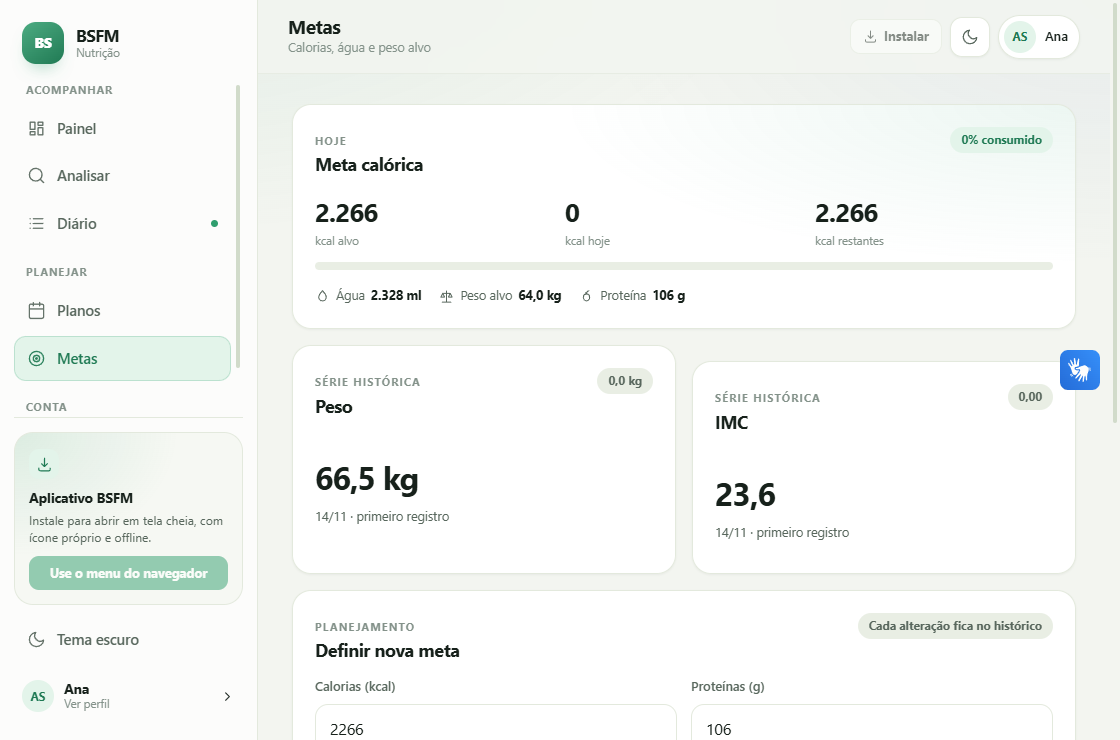 BS
BSFM
Nutrição
ACOMPANHAR
Painel
Analisar
Diário
PLANEJAR
Planos
Metas
CONTA
Aplicativo BSFM
Instale para abrir em tela cheia, com
ícone próprio e offline.
Use o menu do navegador
Tema escuro
AS
Ana
Ver perfil
Metas
Calorias, água e peso alvo
Instalar
AS
Ana
HOJE
Meta calórica
0% consumido
2.266
kcal alvo
0
kcal hoje
2.266
kcal restantes
Água 2.328 ml
Peso alvo 64,0 kg
Proteína 106 g
SÉRIE HISTÓRICA
Peso
0,0 kg
66,5 kg
14/11 · primeiro registro
SÉRIE HISTÓRICA
IMC
0,00
23,6
14/11 · primeiro registro
PLANEJAMENTO
Definir nova meta
Cada alteração fica no histórico
Calorias (kcal)
2266
Proteínas (g)
106